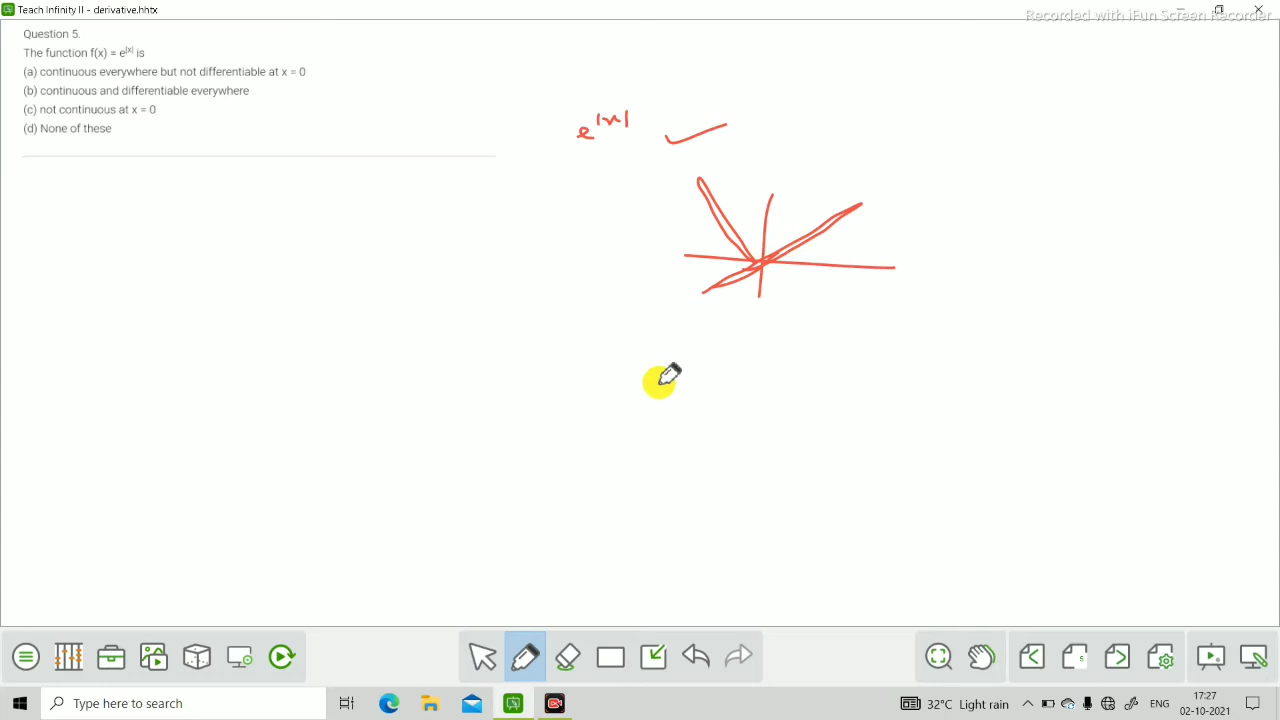 Teach Infinity II - derivative.hhtx
Recorded with iFun Screen Recorder
Question 5.
The function f(x) = e^|x| is
(a) continuous everywhere but not differentiable at x = 0
(b) continuous and differentiable everywhere
(c) not continuous at x = 0
(d) None of these
e^|x|
5
Type here to search
32°C Light rain
ENG
17:27
02-10-2021